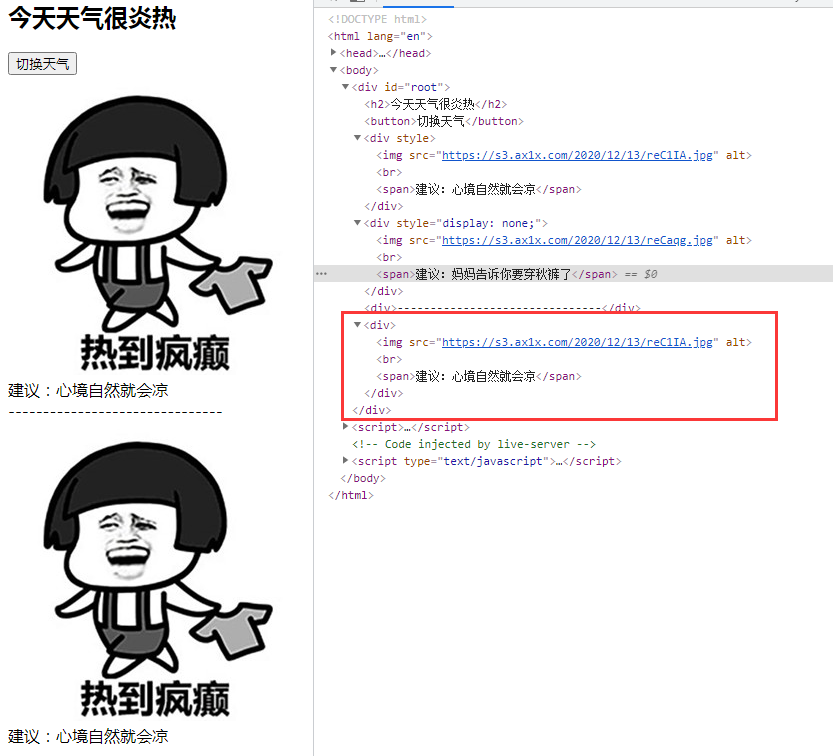 今天天气很炎热
切换天气
热到疯癫
建议：心境自然就会凉
-------------------------------
热到疯癫
建议：心境自然就会凉
<!DOCTYPE html>
<html lang="en">
<head>…</head>
<body>
<div id="root">
<h2>今天天气很炎热</h2>
<button>切换天气</button>
<div style>
<img src="https://s3.ax1x.com/2020/12/13/reC1IA.jpg" alt>
<br>
<span>建议：心境自然就会凉</span>
</div>
<div style="display: none;">
<img src="https://s3.ax1x.com/2020/12/13/reCaqg.jpg" alt>
<br>
<span>建议：妈妈告诉你要穿秋裤了</span> == $0
</div>
<div>-------------------------------</div>
<div>
<img src="https://s3.ax1x.com/2020/12/13/reC1IA.jpg" alt>
<br>
<span>建议：心境自然就会凉</span>
</div>
</div>
<script>…</script>
<!-- Code injected by live-server -->
<script type="text/javascript">…</script>
</body>
</html>